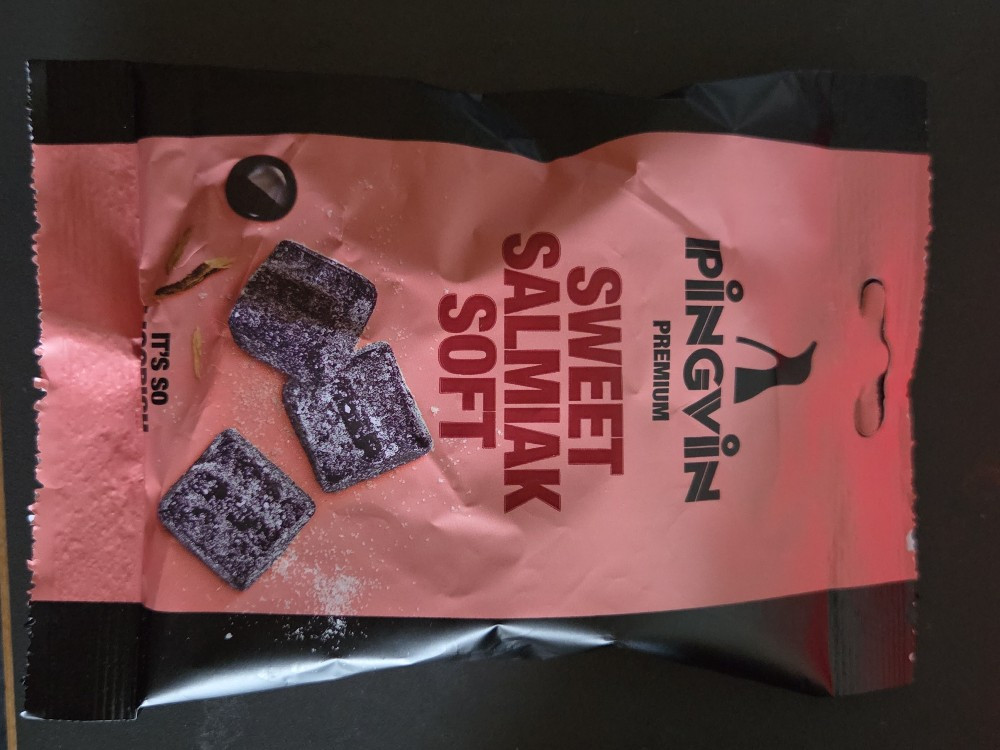 PiNGViN
PREMIUM
SWEET
SALMIAK
SOFT
IT'S SO